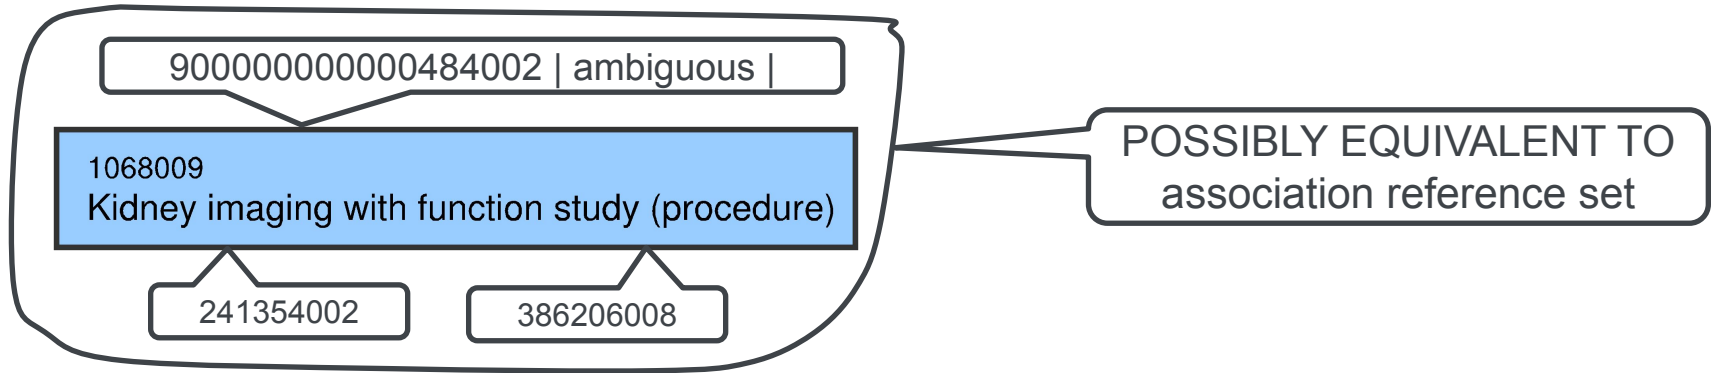 900000000000484002 | ambiguous |
1068009
Kidney imaging with function study (procedure)
241354002
386206008
POSSIBLY EQUIVALENT TO
association reference set